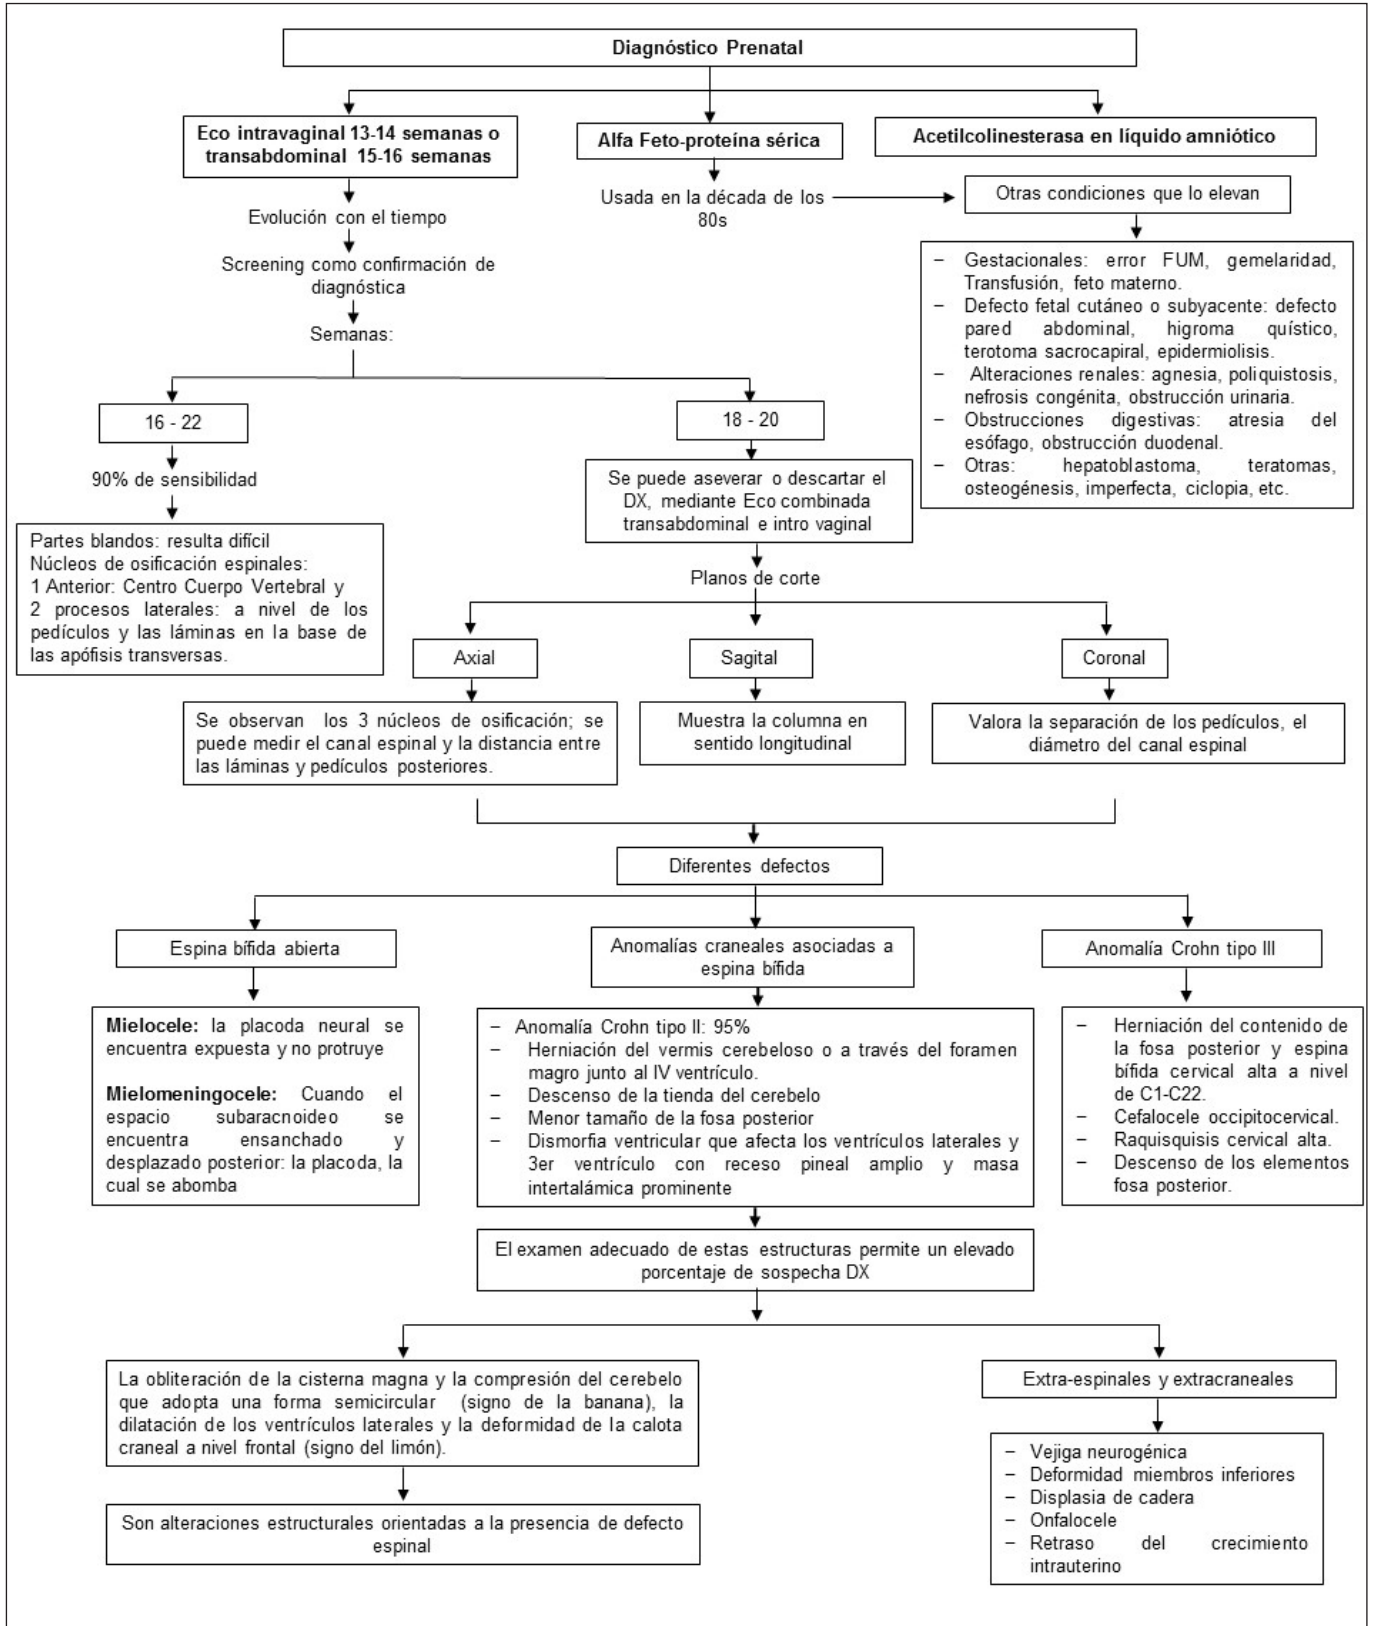 Diagnóstico Prenatal
Eco intravaginal 13-14 semanas o
transabdominal 15-16 semanas
Alfa Feto-proteína sérica
Acetilcolinesterasa en líquido amniótico
Evolución con el tiempo
Screening como confirmación de
diagnóstica
Semanas:
Usada en la década de los
80s
Otras condiciones que lo elevan
– Gestacionales: error FUM, gemelaridad,
Transfusión, feto materno.
– Defecto fetal cutáneo o subyacente: defecto
pared abdominal, higroma quístico,
terotoma sacrocapiral, epidermiolisis.
– Alteraciones renales: agnesia, poliquistosis,
nefrosis congénita, obstrucción urinaria.
– Obstrucciones digestivas: atresia del
esófago, obstrucción duodenal.
– Otras: hepatoblastoma, teratomas,
osteogénesis, imperfecta, ciclopia, etc.
16 - 22
90% de sensibilidad
Partes blandos: resulta difícil
Núcleos de osificación espinales:
1 Anterior: Centro Cuerpo Vertebral y
2 procesos laterales: a nivel de los
pedículos y las láminas en la base de
las apófisis transversas.
18 - 20
Se puede aseverar o descartar el
DX, mediante Eco combinada
transabdominal e intro vaginal
Planos de corte
Axial
Sagital
Coronal
Se observan los 3 núcleos de osificación; se
puede medir el canal espinal y la distancia entre
las láminas y pedículos posteriores.
Muestra la columna en
sentido longitudinal
Valora la separación de los pedículos, el
diámetro del canal espinal
Diferentes defectos
Espina bífida abierta
Anomalías craneales asociadas a
espina bífida
Anomalía Crohn tipo III
Mielocele: la placoda neural se
encuentra expuesta y no protruye
Mielomeningocele: Cuando el
espacio subaracnoideo se
encuentra ensanchado y
desplazado posterior: la placoda, la
cual se abomba
– Anomalía Crohn tipo II: 95%
– Herniación del vermis cerebeloso o a través del foramen
magro junto al IV ventrículo.
– Descenso de la tienda del cerebelo
– Menor tamaño de la fosa posterior
– Dismorfia ventricular que afecta los ventrículos laterales y
3er ventrículo con receso pineal amplio y masa
intertalámica prominente
– Herniación del contenido de
la fosa posterior y espina
bífida cervical alta a nivel
de C1-C22.
– Cefalocele occipitocervical.
– Raquisquisis cervical alta.
– Descenso de los elementos
fosa posterior.
El examen adecuado de estas estructuras permite un elevado
porcentaje de sospecha DX
La obliteración de la cisterna magna y la compresión del cerebelo
que adopta una forma semicircular (signo de la banana), la
dilatación de los ventrículos laterales y la deformidad de la calota
craneal a nivel frontal (signo del limón).
Son alteraciones estructurales orientadas a la presencia de defecto
espinal
Extra-espinales y extracraneales
– Vejiga neurogénica
– Deformidad miembros inferiores
– Displasia de cadera
– Onfalocele
– Retraso del crecimiento
intrauterino